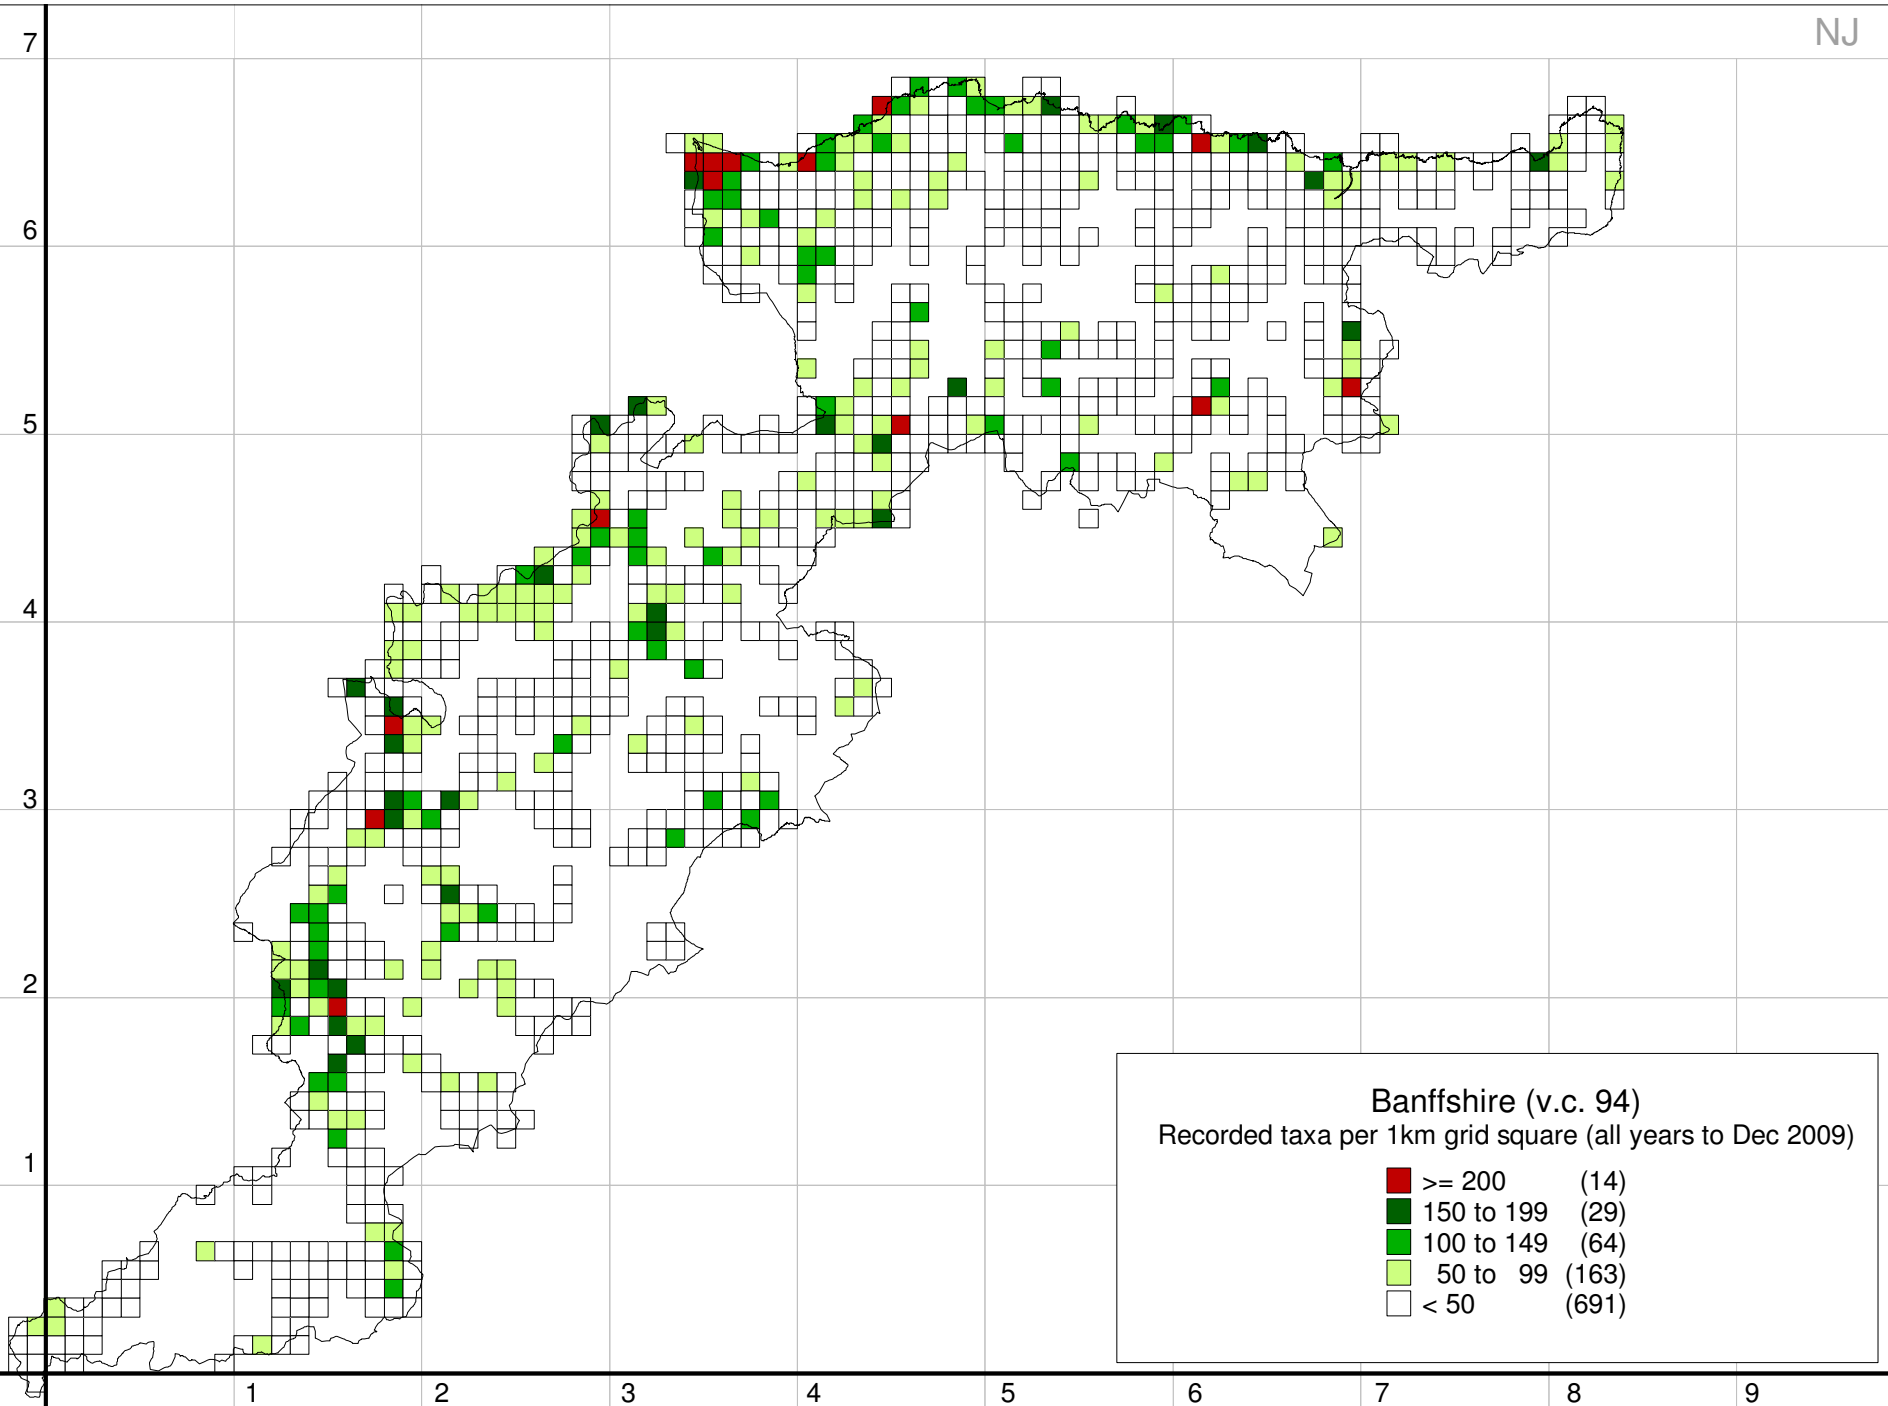 NJ
7
6
5
4
3
2
1
Banffshire (v.c. 94)
Recorded taxa per 1km grid square (all years to Dec 2009)
>= 200 (14)
150 to 199 (29)
100 to 149 (64)
50 to 99 (163)
< 50 (691)
1 2 3 4 5 6 7 8 9